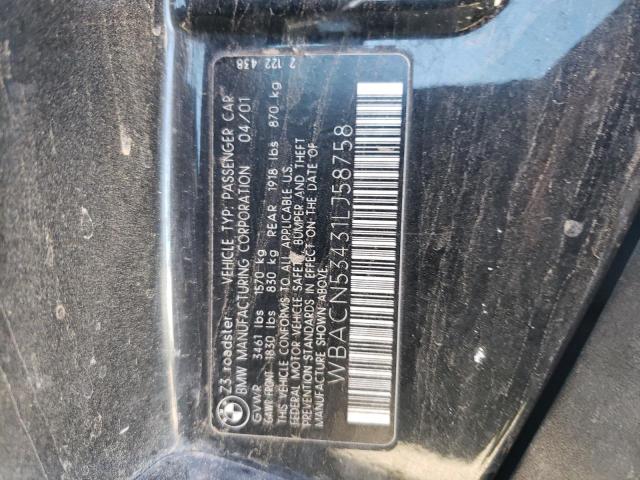 Z3 roadster VEHICLE TYP: PASSENGER CAR
BMW MANUFACTURING CORPORATION 04/01
GVWR 3461 lbs 1570 kg
GAWR FRONT 1830 lbs 830 kg REAR 1918 lbs 870 kg
THIS VEHICLE CONFORMS TO ALL APPLICABLE U.S.
FEDERAL MOTOR VEHICLE SAFETY, BUMPER AND THEFT
PREVENTION STANDARDS IN EFFECT ON THE DATE OF
MANUFACTURE SHOWN ABOVE.
WBACN53431LJ58758
2 122 438